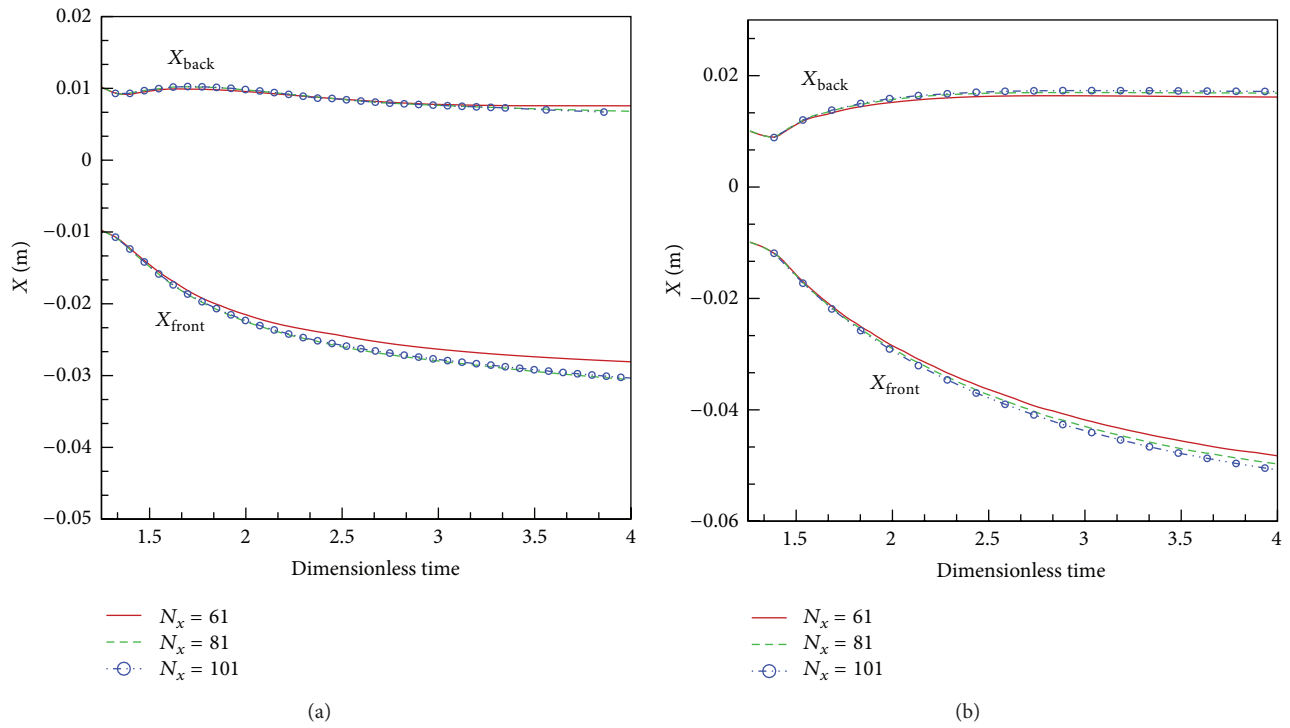 0.02
0.01
0
−0.01
−0.02
−0.03
−0.04
−0.05
X (m)
X_back
X_front
1.5 2 2.5 3 3.5 4
Dimensionless time
N_x = 61
N_x = 81
N_x = 101
(a)
0.02
0
−0.02
−0.04
−0.06
X (m)
X_back
X_front
1.5 2 2.5 3 3.5 4
Dimensionless time
N_x = 61
N_x = 81
N_x = 101
(b)